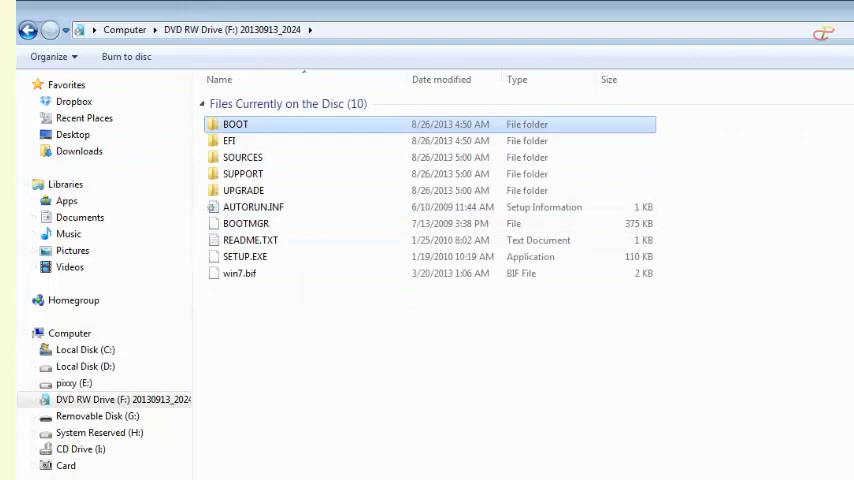 Computer DVD RW Drive (F:) 20130913_2024
Organize Burn to disc
Name Date modified Type Size
Favorites
Dropbox
Recent Places
Desktop
Downloads
Libraries
Apps
Documents
Music
Pictures
Videos
Homegroup
Computer
Local Disk (C:)
Local Disk (D:)
pixxy (E:)
DVD RW Drive (F:) 20130913_2024
Removable Disk (G:)
System Reserved (H:)
CD Drive (I:)
Card
Files Currently on the Disc (10)
BOOT 8/26/2013 4:50 AM File folder
EFI 8/26/2013 4:50 AM File folder
SOURCES 8/26/2013 5:00 AM File folder
SUPPORT 8/26/2013 5:00 AM File folder
UPGRADE 8/26/2013 5:00 AM File folder
AUTORUN.INF 6/10/2009 11:44 AM Setup Information 1 KB
BOOTMGR 7/13/2009 3:38 PM File 375 KB
README.TXT 1/25/2010 8:02 AM Text Document 1 KB
SETUP.EXE 1/19/2010 10:19 AM Application 110 KB
win7.bif 3/20/2013 1:06 AM BIF File 2 KB